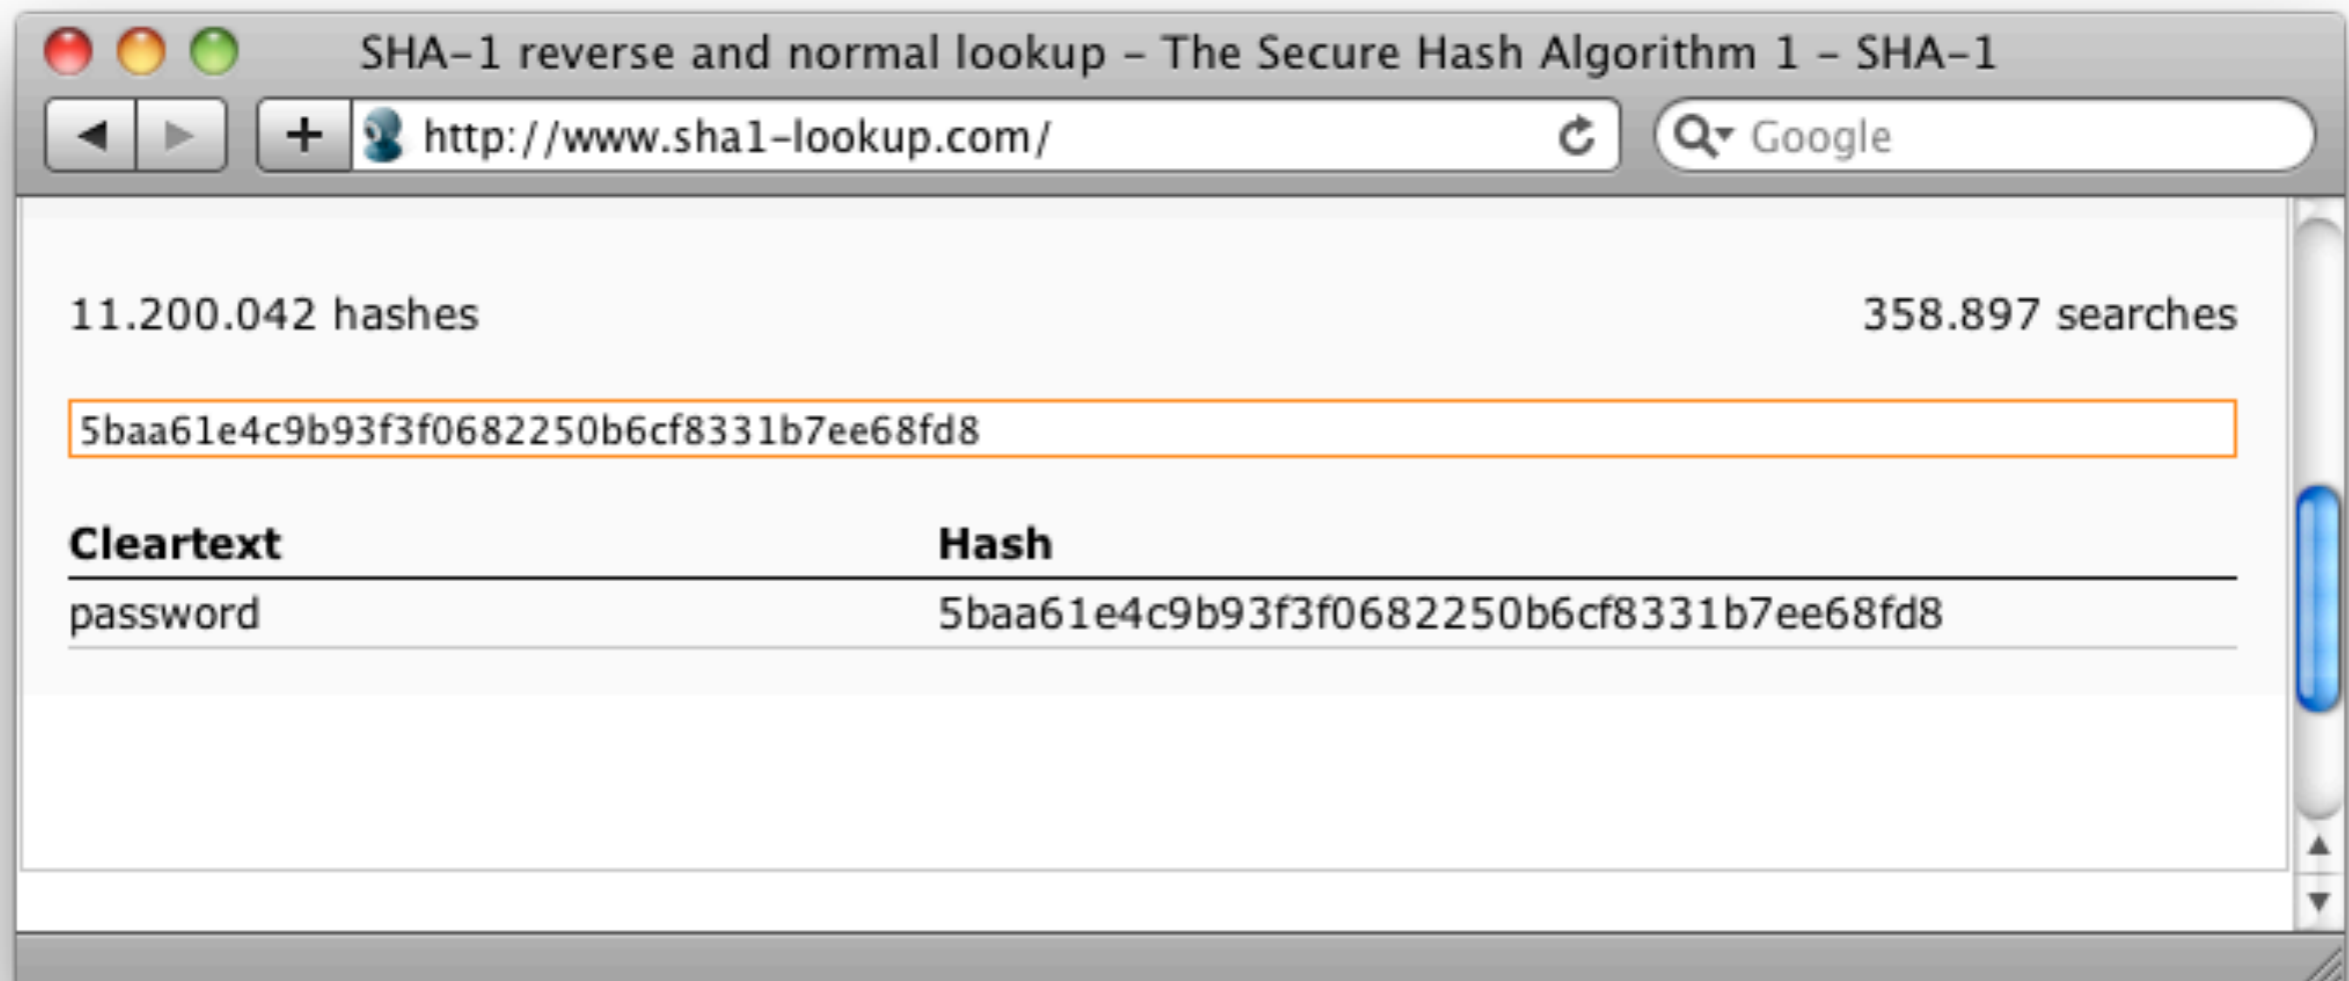 SHA-1 reverse and normal lookup – The Secure Hash Algorithm 1 – SHA-1
http://www.sha1-lookup.com/ Google
11.200.042 hashes 358.897 searches
5baa61e4c9b93f3f0682250b6cf8331b7ee68fd8
Cleartext Hash
password 5baa61e4c9b93f3f0682250b6cf8331b7ee68fd8